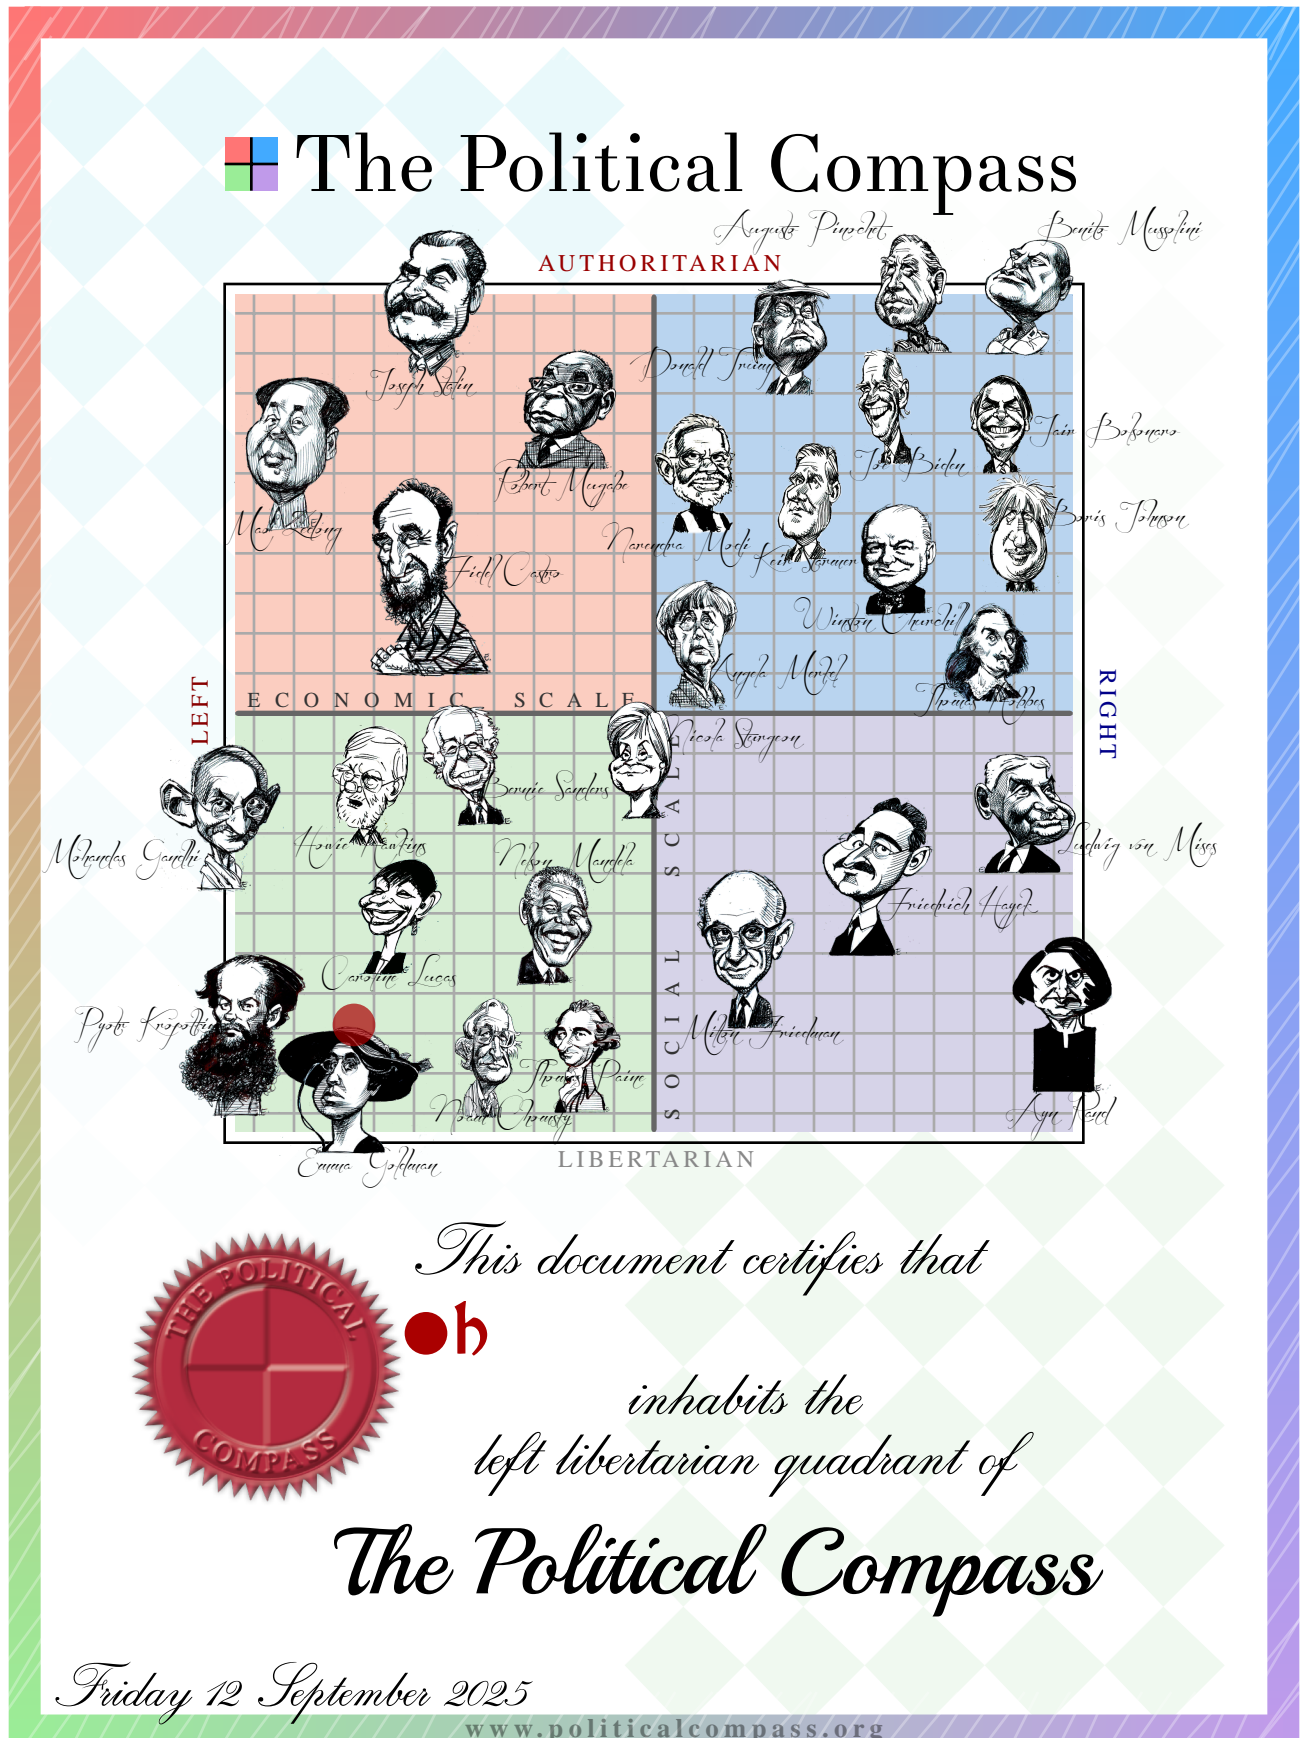 The Political Compass
Augusto Pinochet
Benito Mussolini
AUTHORITARIAN
Donald Trump
Joseph Stalin
Jair Bolsonaro
Joe Biden
Robert Mugabe
Boris Johnson
Mao Zedong
Narendra Modi
Keir Starmer
Fidel Castro
Winston Churchill
Angela Merkel
Thomas Hobbes
ECONOMIC SCALE
LEFT
RIGHT
Nicola Sturgeon
Bernie Sanders
Howie Hawkins
Mohandas Gandhi
Nelson Mandela
Ludwig von Mises
Friedrich Hayek
SOCIAL SCALE
Caroline Lucas
Pyotr Kropotkin
Milton Friedman
Thomas Paine
Noam Chomsky
Ayn Rand
Emma Goldman
LIBERTARIAN
This document certifies that
h
inhabits the
left libertarian quadrant of
The Political Compass
THE POLITICAL
COMPASS
Friday 12 September 2025
www.politicalcompass.org